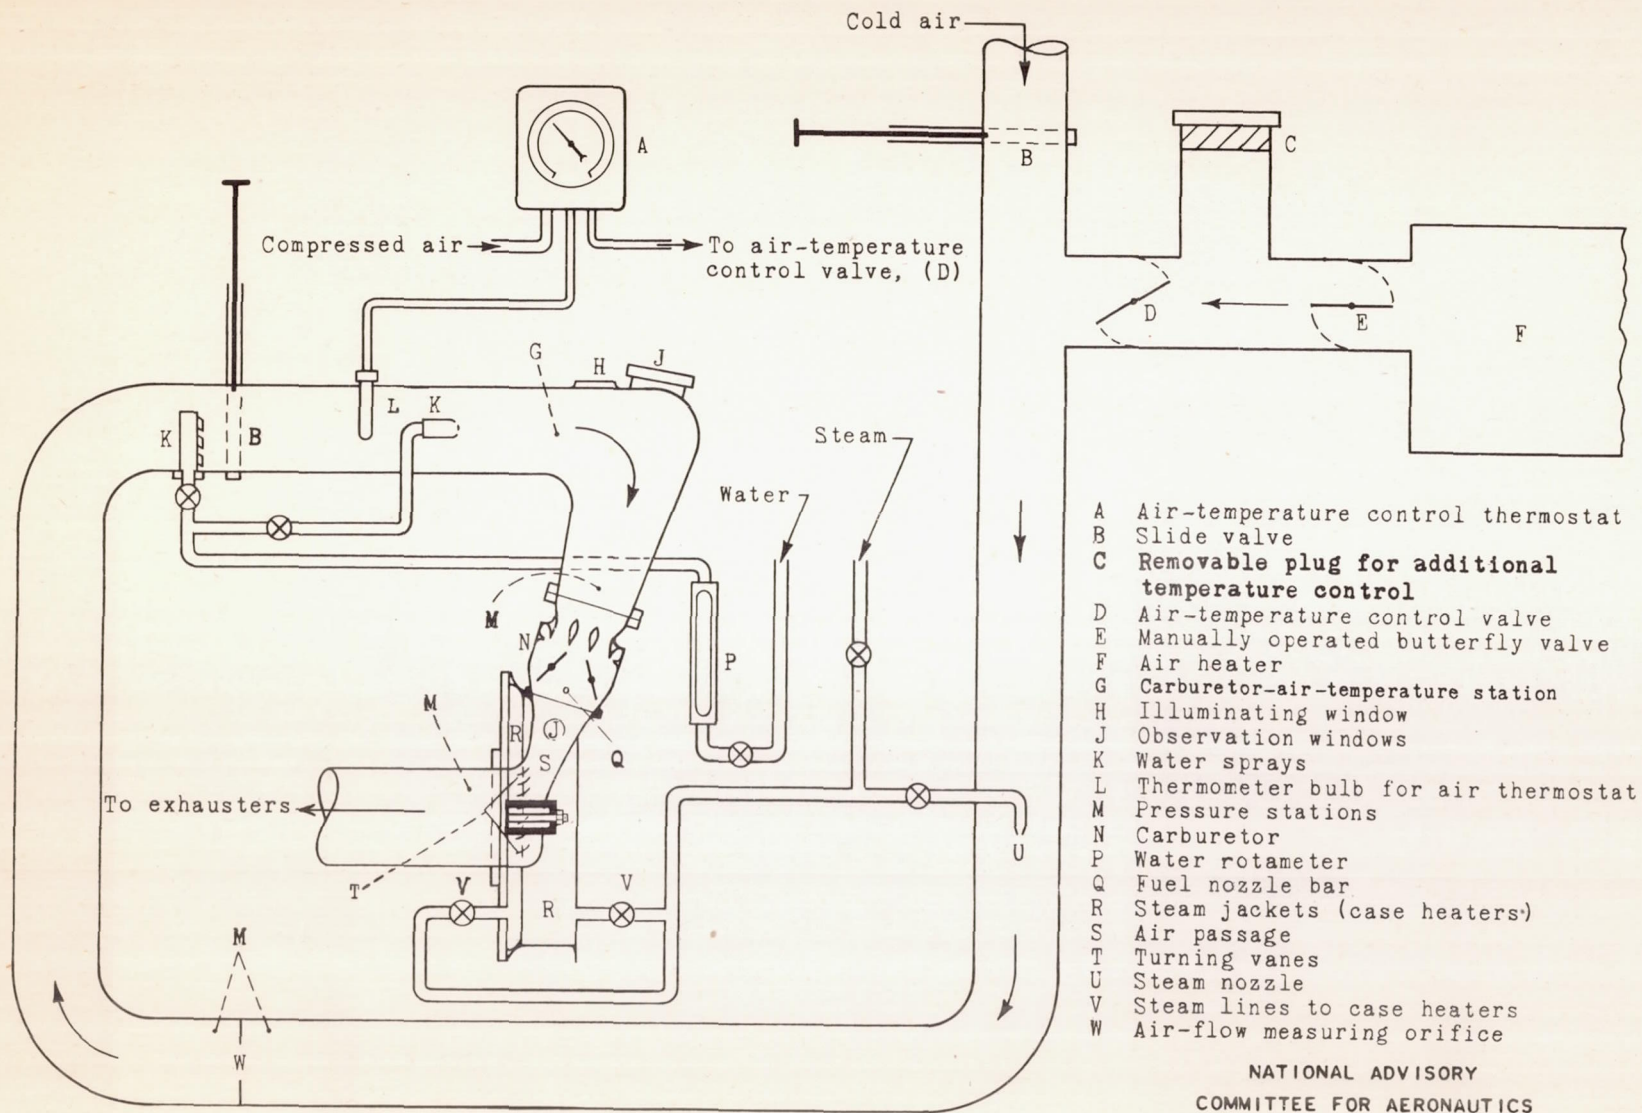 Cold air
A
B
C
Compressed air
To air-temperature
control valve, (D)
D
E
F
G
H
J
L
K
K
B
Steam
Water
M
N
P
M
R
J
S
Q
To exhausters
T
V
V
R
U
M
W
A Air-temperature control thermostat
B Slide valve
C Removable plug for additional
temperature control
D Air-temperature control valve
E Manually operated butterfly valve
F Air heater
G Carburetor-air-temperature station
H Illuminating window
J Observation windows
K Water sprays
L Thermometer bulb for air thermostat
M Pressure stations
N Carburetor
P Water rotameter
Q Fuel nozzle bar
R Steam jackets (case heaters)
S Air passage
T Turning vanes
U Steam nozzle
V Steam lines to case heaters
W Air-flow measuring orifice
NATIONAL ADVISORY
COMMITTEE FOR AERONAUTICS